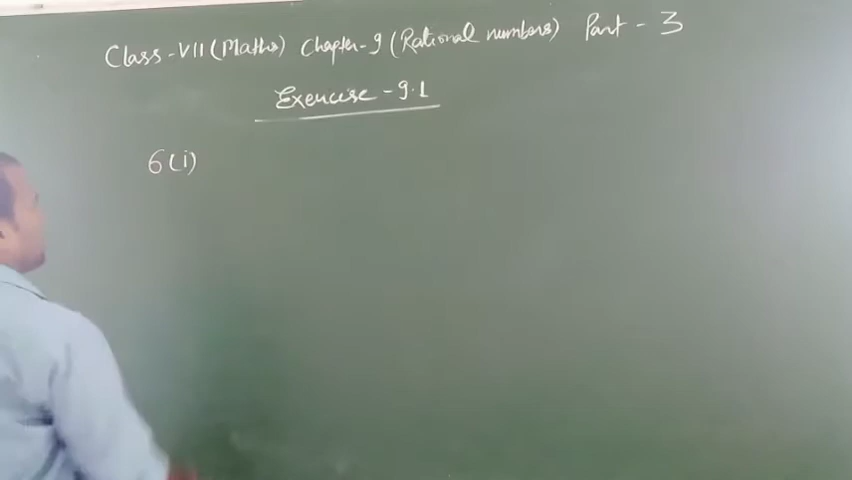 Class-VII (Maths) Chapter-9 (Rational numbers) Part-3
Exercise-9.1
6(i)